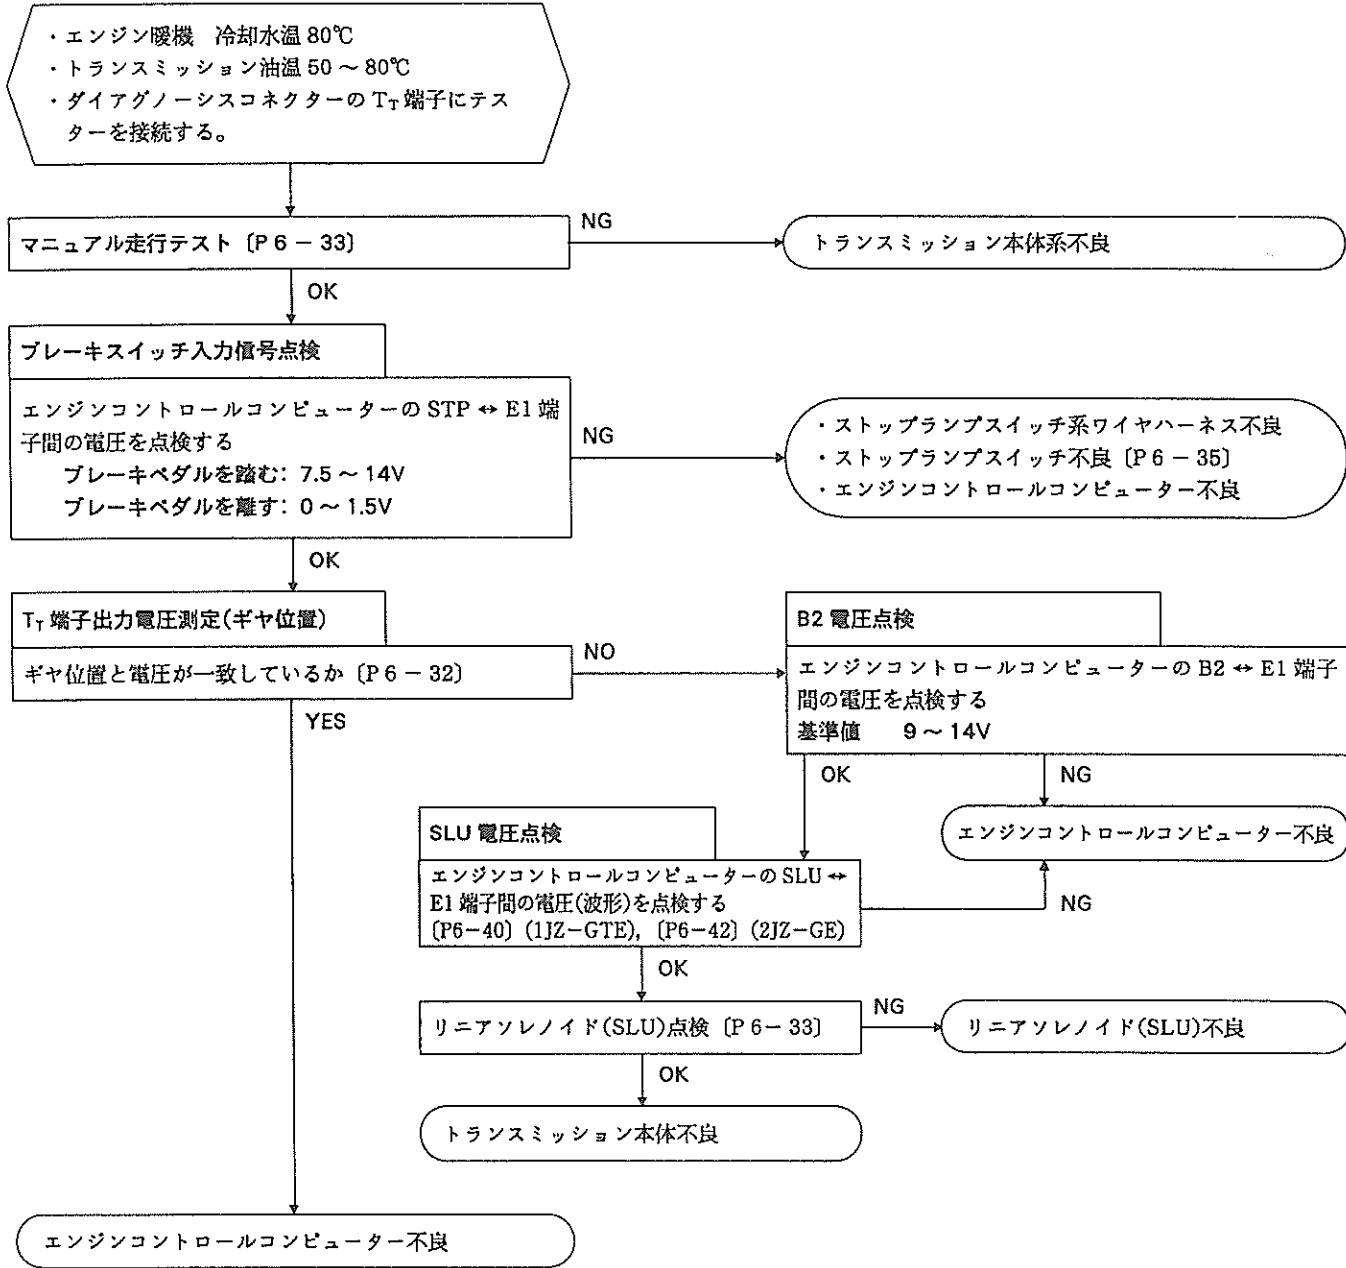 ・エンジン暖機　冷却水温 80℃
・トランスミッション油温 50 ～ 80℃
・ダイアグノーシスコネクターの TT 端子にテス
ターを接続する。
マニュアル走行テスト〔P 6 − 33〕
NG
トランスミッション本体系不良
OK
ブレーキスイッチ入力信号点検
エンジンコントロールコンピューターの STP ↔ E1 端
子間の電圧を点検する
ブレーキペダルを踏む: 7.5 ～ 14V
ブレーキペダルを離す: 0 ～ 1.5V
NG
・ストップランプスイッチ系ワイヤハーネス不良
・ストップランプスイッチ不良〔P 6 − 35〕
・エンジンコントロールコンピューター不良
OK
TT 端子出力電圧測定(ギヤ位置)
ギヤ位置と電圧が一致しているか〔P 6 − 32〕
NO
YES
B2 電圧点検
エンジンコントロールコンピューターの B2 ↔ E1 端子
間の電圧を点検する
基準値　9 ～ 14V
OK
NG
エンジンコントロールコンピューター不良
SLU 電圧点検
エンジンコントロールコンピューターの SLU ↔
E1 端子間の電圧(波形)を点検する
〔P6−40〕(1JZ−GTE),〔P6−42〕(2JZ−GE)
NG
OK
リニアソレノイド(SLU)点検〔P 6 − 33〕
NG
リニアソレノイド(SLU)不良
OK
トランスミッション本体不良
エンジンコントロールコンピューター不良